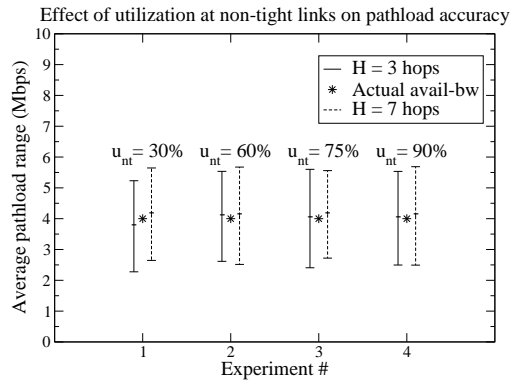 Effect of utilization at non-tight links on pathload accuracy
10
9
8
7
6
5
4
3
2
1
0
Average pathload range (Mbps)
H = 3 hops
Actual avail-bw
H = 7 hops
u_nt = 30%
u_nt = 60%
u_nt = 75%
u_nt = 90%
1
2
3
4
Experiment #